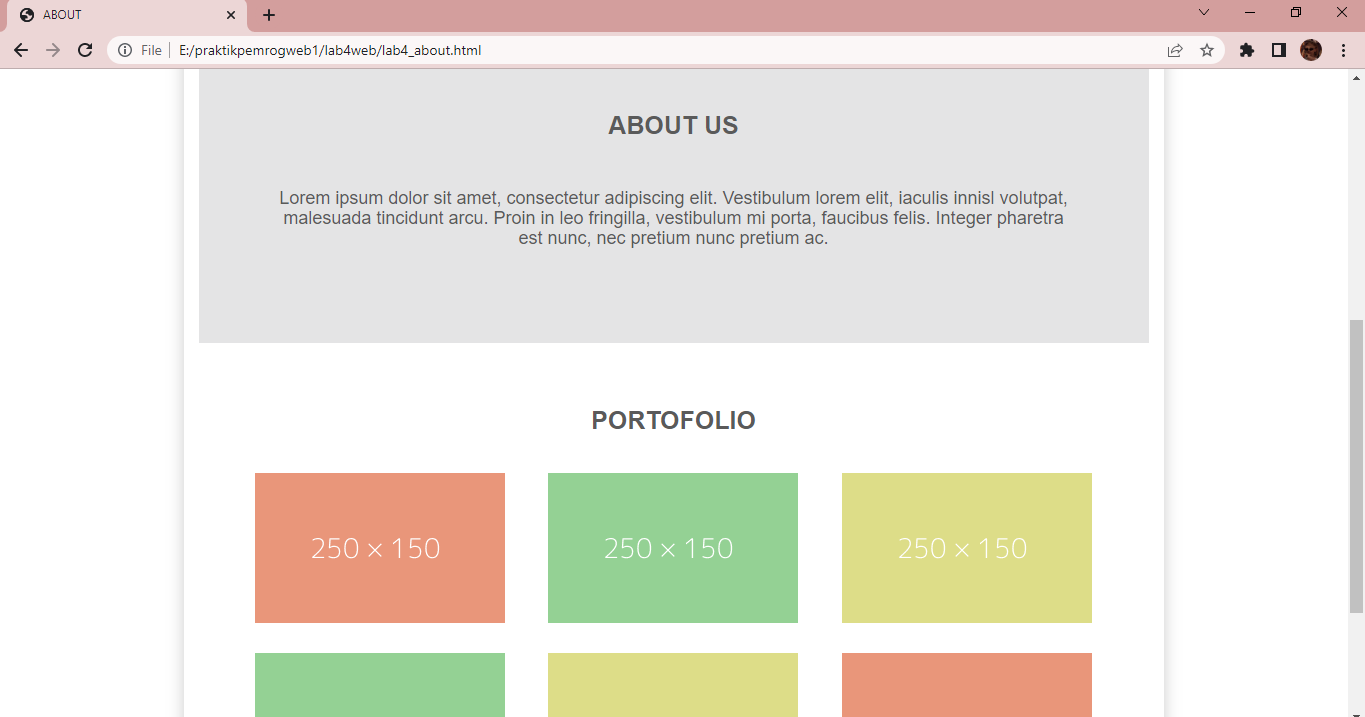 ABOUT
File
E:/praktikpemrogweb1/lab4web/lab4_about.html
ABOUT US
Lorem ipsum dolor sit amet, consectetur adipiscing elit. Vestibulum lorem elit, iaculis innisl volutpat,
malesuada tincidunt arcu. Proin in leo fringilla, vestibulum mi porta, faucibus felis. Integer pharetra
est nunc, nec pretium nunc pretium ac.
PORTOFOLIO
250 × 150
250 × 150
250 × 150